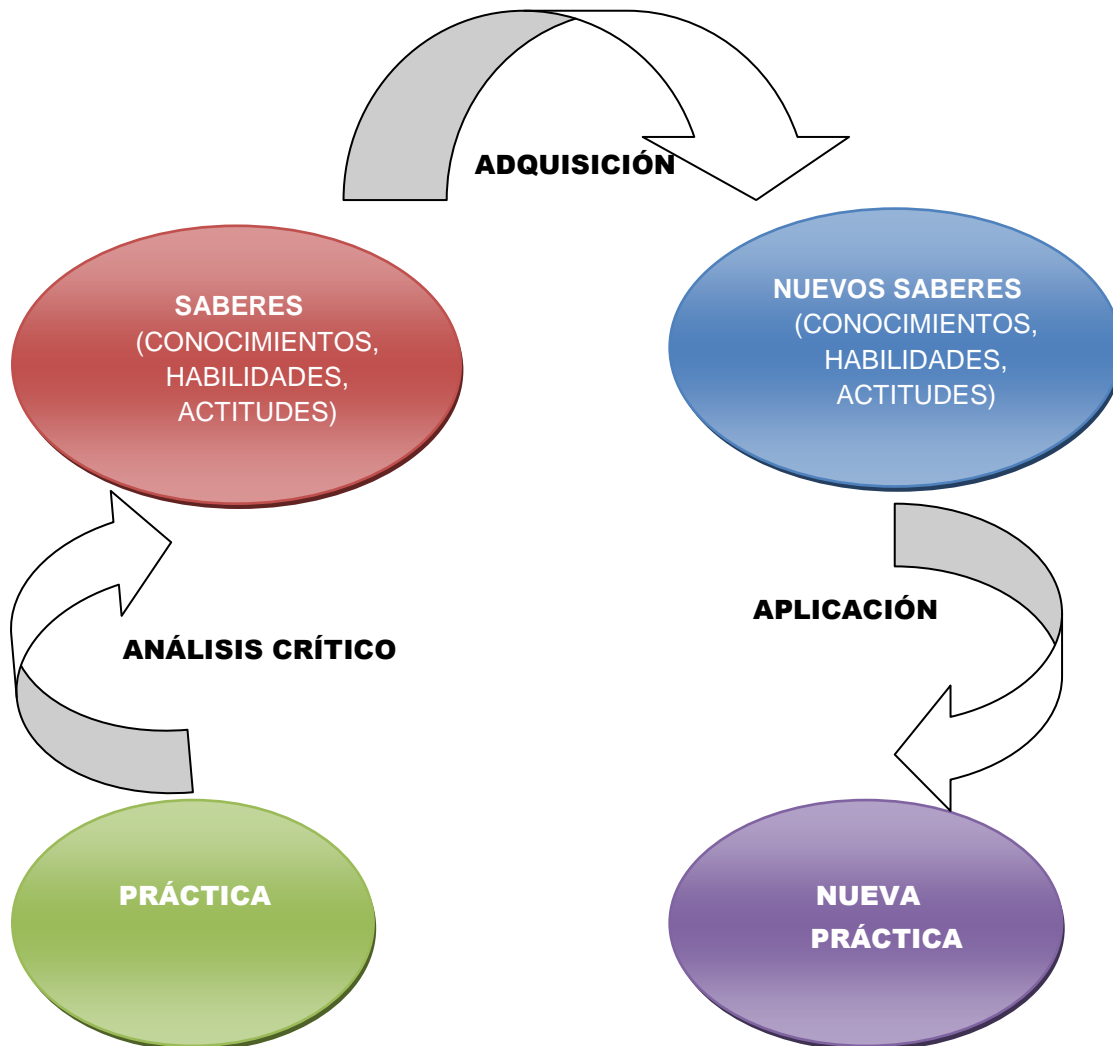 ADQUISICIÓN
SABERES
(CONOCIMIENTOS,
HABILIDADES,
ACTITUDES)
NUEVOS SABERES
(CONOCIMIENTOS,
HABILIDADES,
ACTITUDES)
ANÁLISIS CRÍTICO
APLICACIÓN
PRÁCTICA
NUEVA
PRÁCTICA